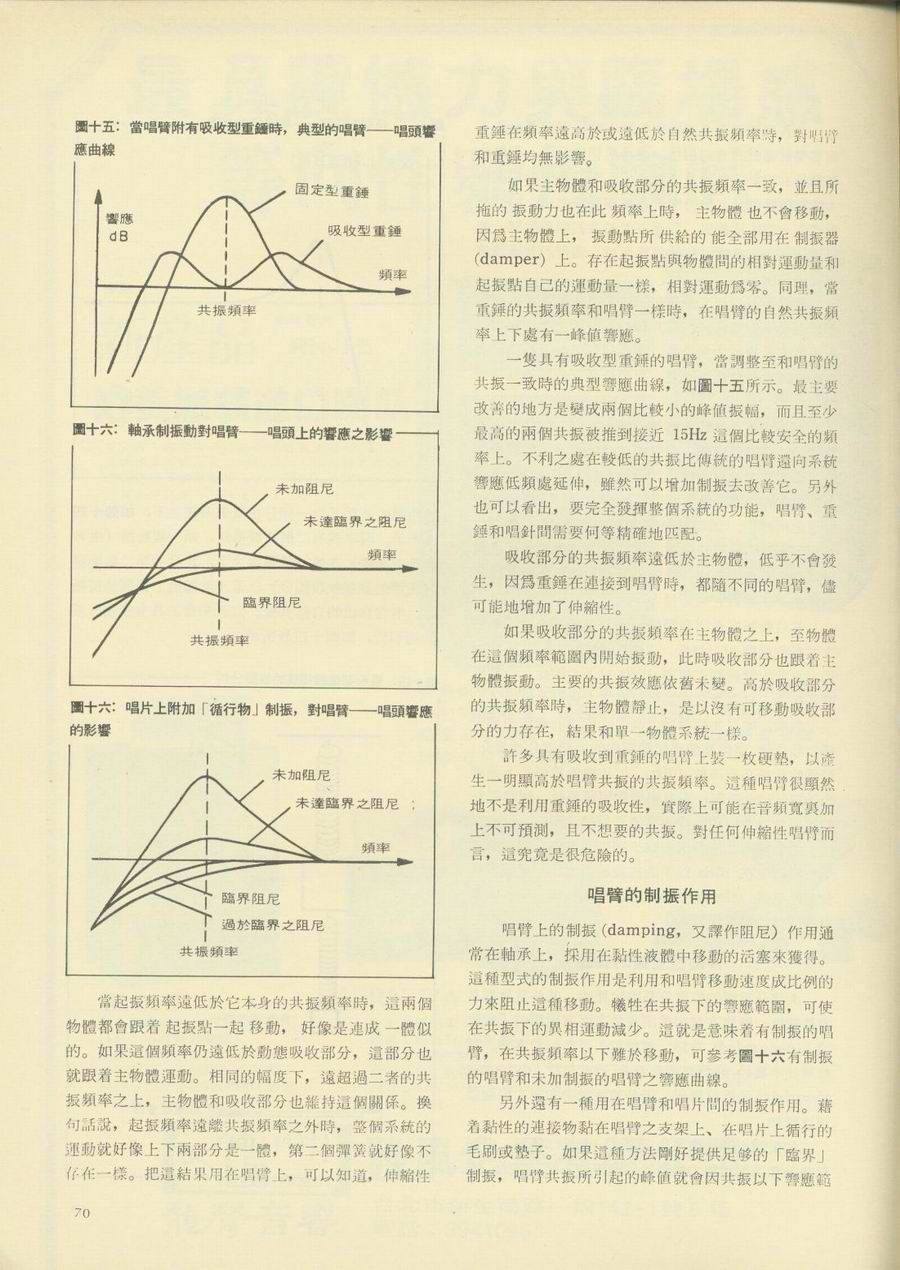 圖十五：當唱臂附有吸收型重錘時，典型的唱臂——唱頭響
應曲線
響應
dB
固定型重錘
吸收型重錘
頻率
共振頻率
圖十六：軸承制振動對唱臂——唱頭上的響應之影響
未加阻尼
未達臨界之阻尼
頻率
臨界阻尼
共振頻率
圖十六：唱片上附加「循行物」制振，對唱臂——唱頭響應
的影響
未加阻尼
未達臨界之阻尼
頻率
臨界阻尼
過於臨界之阻尼
共振頻率
當起振頻率遠低於它本身的共振頻率時，這兩個
物體都會跟着起振點一起移動，好像是連成一體似
的。如果這個頻率仍遠低於動態吸收部分，這部分也
就跟着主物體運動。相同的幅度下，遠超過二者的共
振頻率之上，主物體和吸收部分也維持這個關係。換
句話說，起振頻率遠離共振頻率之外時，整個系統的
運動就好像上下兩部分是一體，第二個彈簧就好像不
存在一樣。把這結果用在唱臂上，可以知道，伸縮性
重錘在頻率遠高於或遠低於自然共振頻率時，對唱臂
和重錘均無影響。
如果主物體和吸收部分的共振頻率一致，並且所
拖的振動力也在此頻率上時，主物體也不會移動，
因爲主物體上，振動點所供給的能全部用在制振器
(damper) 上。存在起振點與物體間的相對運動量和
起振點自己的運動量一樣，相對運動爲零。同理，當
重錘的共振頻率和唱臂一樣時，在唱臂的自然共振頻
率上下處有一峰值響應。
一隻具有吸收型重錘的唱臂，當調整至和唱臂的
共振一致時的典型響應曲線，如圖十五所示。最主要
改善的地方是變成兩個比較小的峰值振幅，而且至少
最高的兩個共振被推到接近 15Hz 這個比較安全的頻
率上。不利之處在較低的共振比傳統的唱臂還向系統
響應低頻處延伸，雖然可以增加制振去改善它。另外
也可以看出，要完全發揮整個系統的功能，唱臂、重
錘和唱針間需要何等精確地匹配。
吸收部分的共振頻率遠低於主物體，低乎不會發
生，因爲重錘在連接到唱臂時，都隨不同的唱臂，儘
可能地增加了伸縮性。
如果吸收部分的共振頻率在主物體之上，至物體
在這個頻率範圍內開始振動，此時吸收部分也跟着主
物體振動。主要的共振效應依舊未變。高於吸收部分
的共振頻率時，主物體靜止，是以沒有可移動吸收部
分的力存在，結果和單一物體系統一樣。
許多具有吸收到重錘的唱臂上裝一枚硬墊，以產
生一明顯高於唱臂共振的共振頻率。這種唱臂很顯然
地不是利用重錘的吸收性，實際上可能在音頻寬裏加
上不可預測，且不想要的共振。對任何伸縮性唱臂而
言，這究竟是很危險的。
唱臂的制振作用
唱臂上的制振 (damping，又譯作阻尼) 作用通
常在軸承上，採用在黏性液體中移動的活塞來獲得。
這種型式的制振作用是利用和唱臂移動速度成比例的
力來阻止這種移動。犧牲在共振下的響應範圍，可使
在共振下的異相運動減少。這就是意味着有制振的唱
臂，在共振頻率以下難於移動，可參考圖十六有制振
的唱臂和未加制振的唱臂之響應曲線。
另外還有一種用在唱臂和唱片間的制振作用。藉
着黏性的連接物黏在唱臂之支架上、在唱片上循行的
毛刷或墊子。如果這種方法剛好提供足够的「臨界」
制振，唱臂共振所引起的峰值就會因共振以下響應範
70